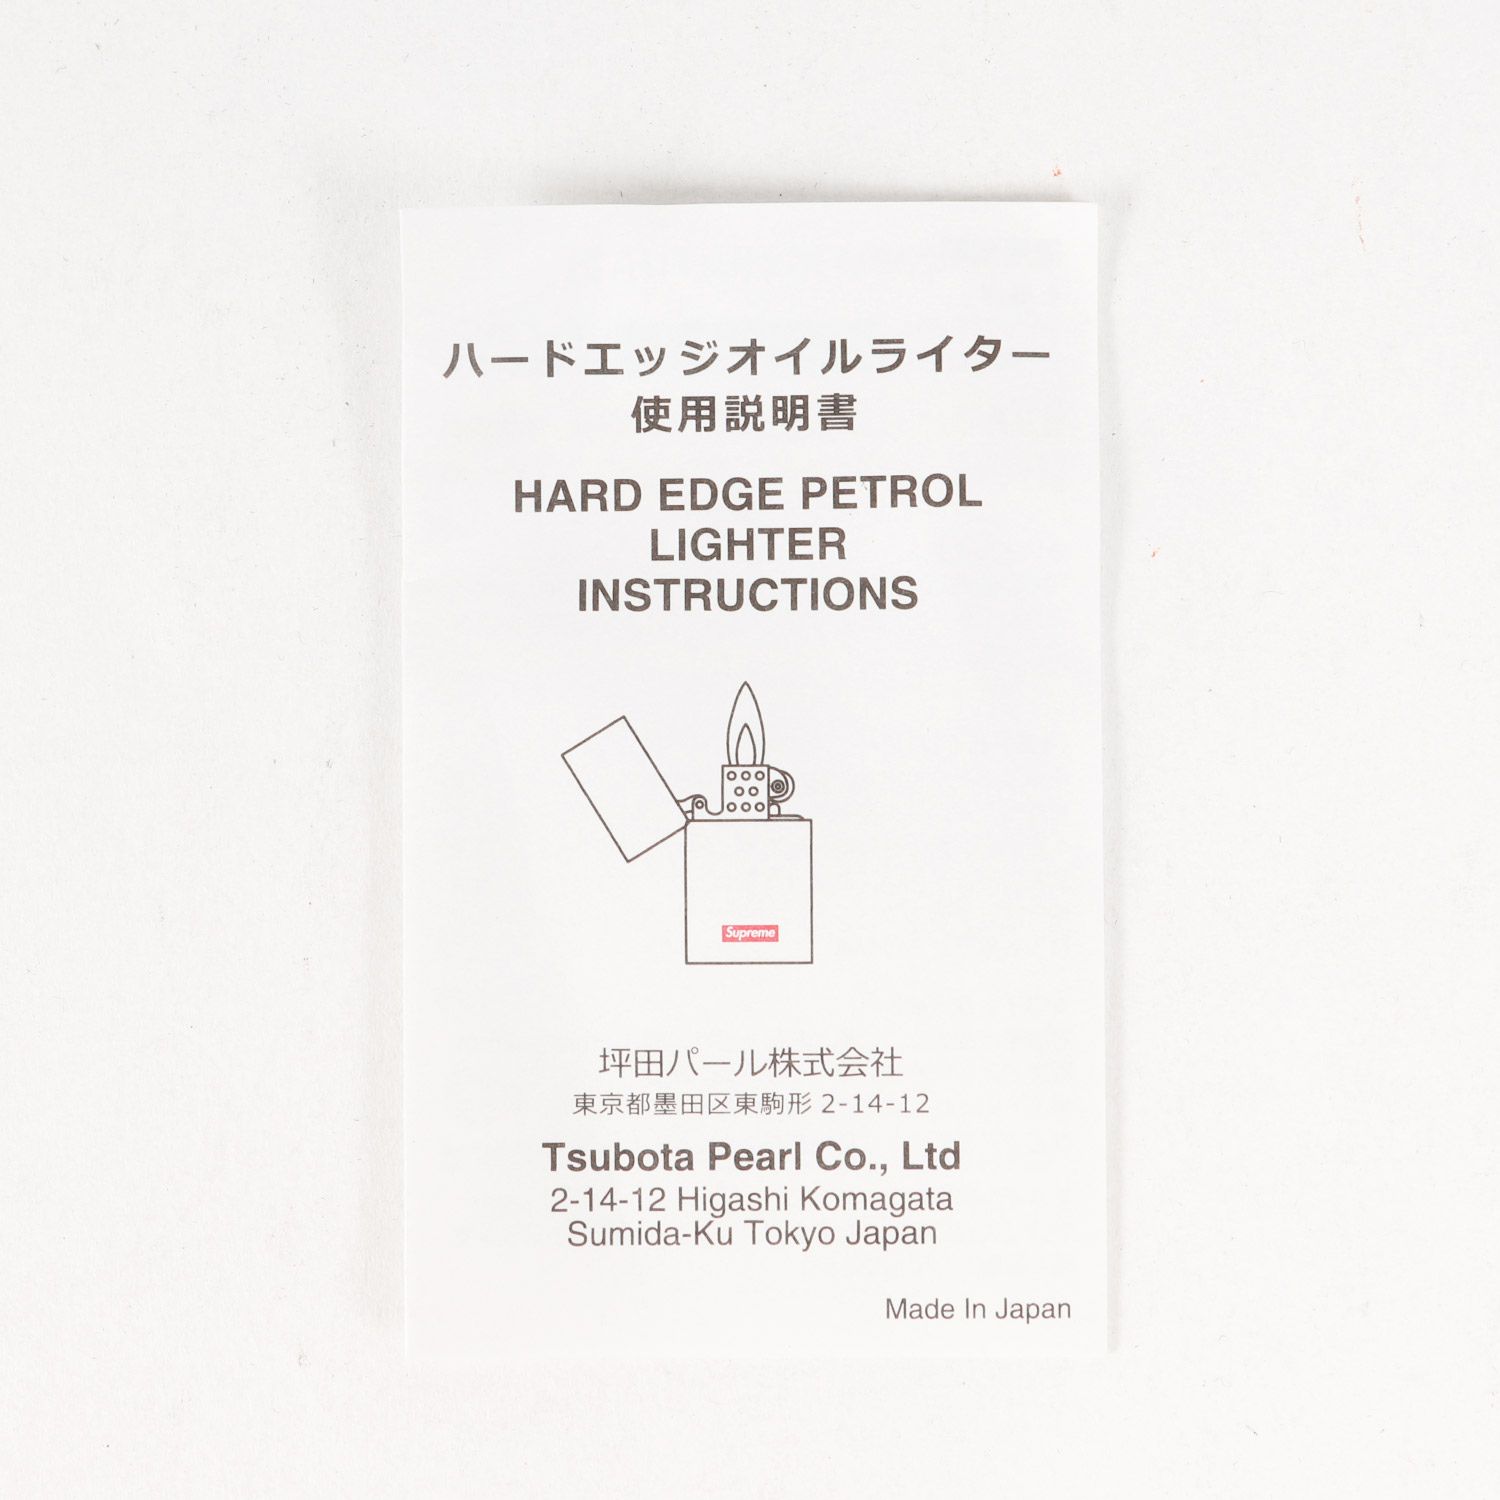 ハードエッジオイルライター
使用説明書
HARD EDGE PETROL
LIGHTER
INSTRUCTIONS
Supreme
坪田パール株式会社
東京都墨田区東駒形 2-14-12
Tsubota Pearl Co., Ltd
2-14-12 Higashi Komagata
Sumida-Ku Tokyo Japan
Made In Japan